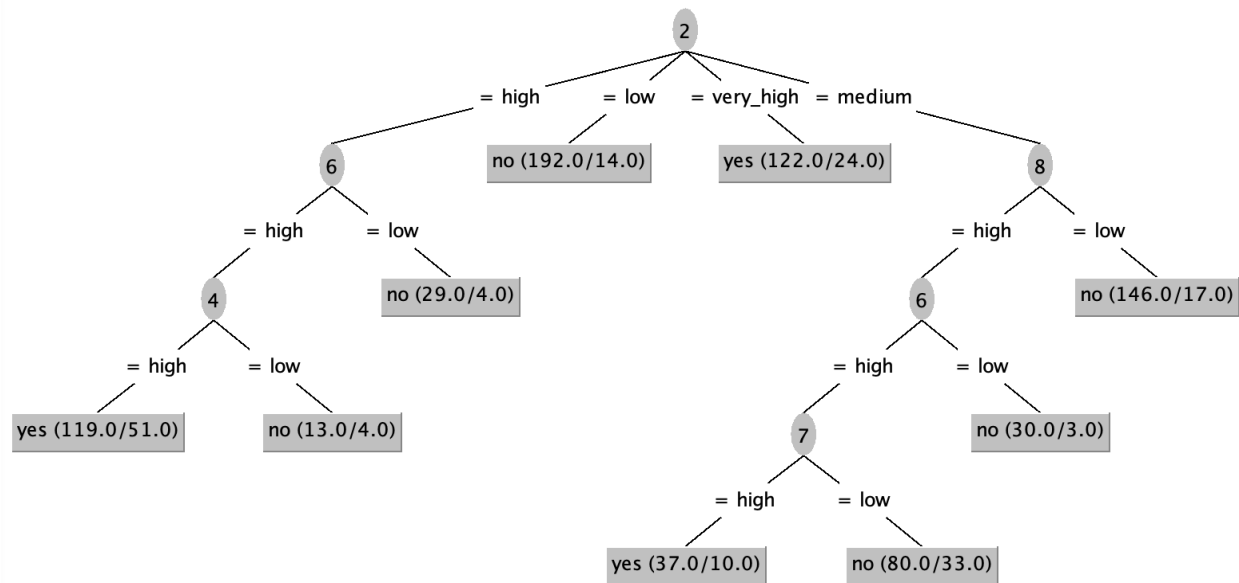 2
= high
= low
= very_high
= medium
6
no (192.0/14.0)
yes (122.0/24.0)
8
= high
= low
= high
= low
4
no (29.0/4.0)
6
no (146.0/17.0)
= high
= low
= high
= low
yes (119.0/51.0)
no (13.0/4.0)
7
no (30.0/3.0)
= high
= low
yes (37.0/10.0)
no (80.0/33.0)